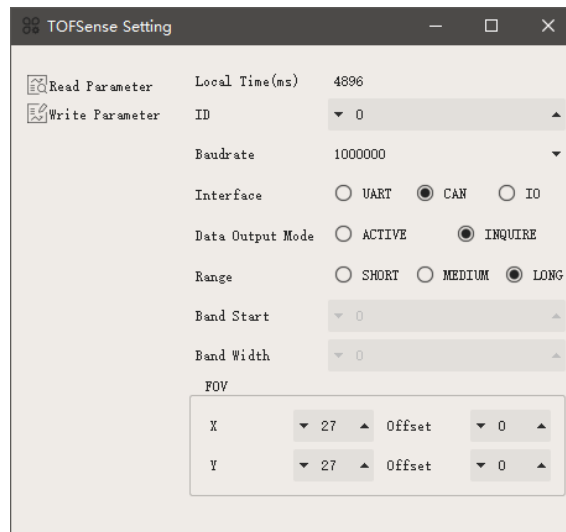 TOFSense Setting
Read Parameter
Write Parameter
Local Time(ms) 4896
ID 0
Baudrate 1000000
Interface UART CAN IO
Data Output Mode ACTIVE INQUIRE
Range SHORT MEDIUM LONG
Band Start 0
Band Width 0
FOV
X 27 Offset 0
Y 27 Offset 0